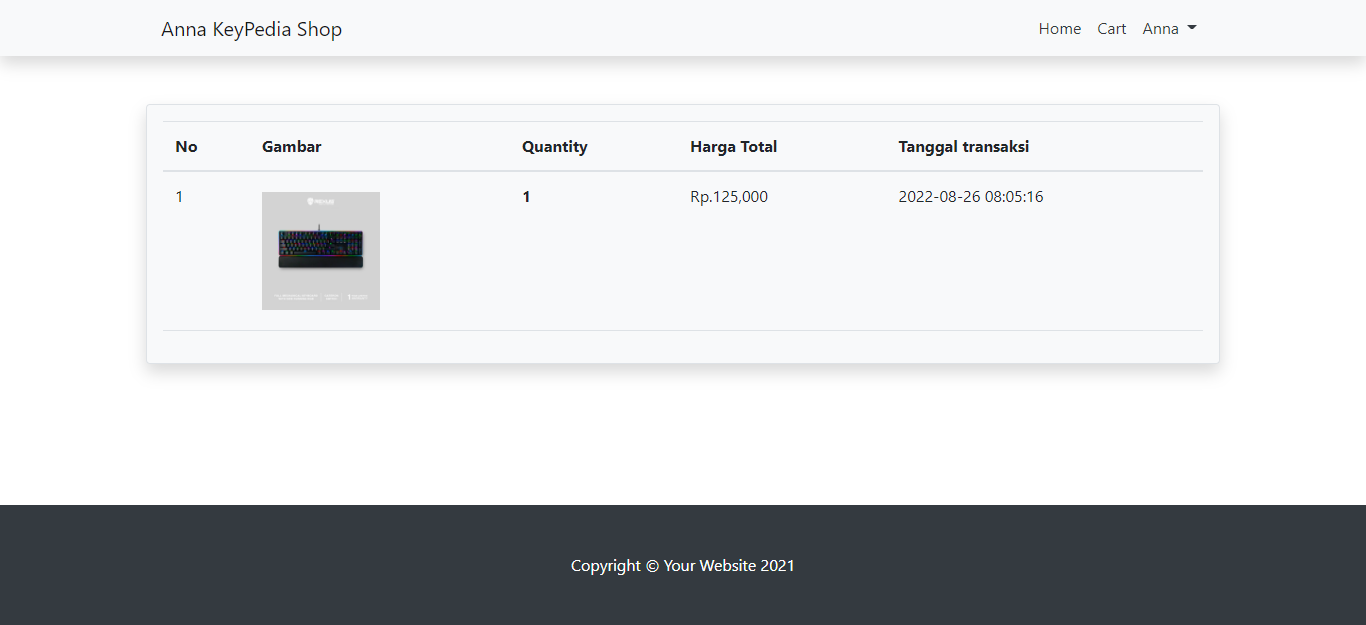 Anna KeyPedia Shop
Home Cart Anna
No Gambar Quantity Harga Total Tanggal transaksi
1 1 Rp.125,000 2022-08-26 08:05:16
Copyright © Your Website 2021